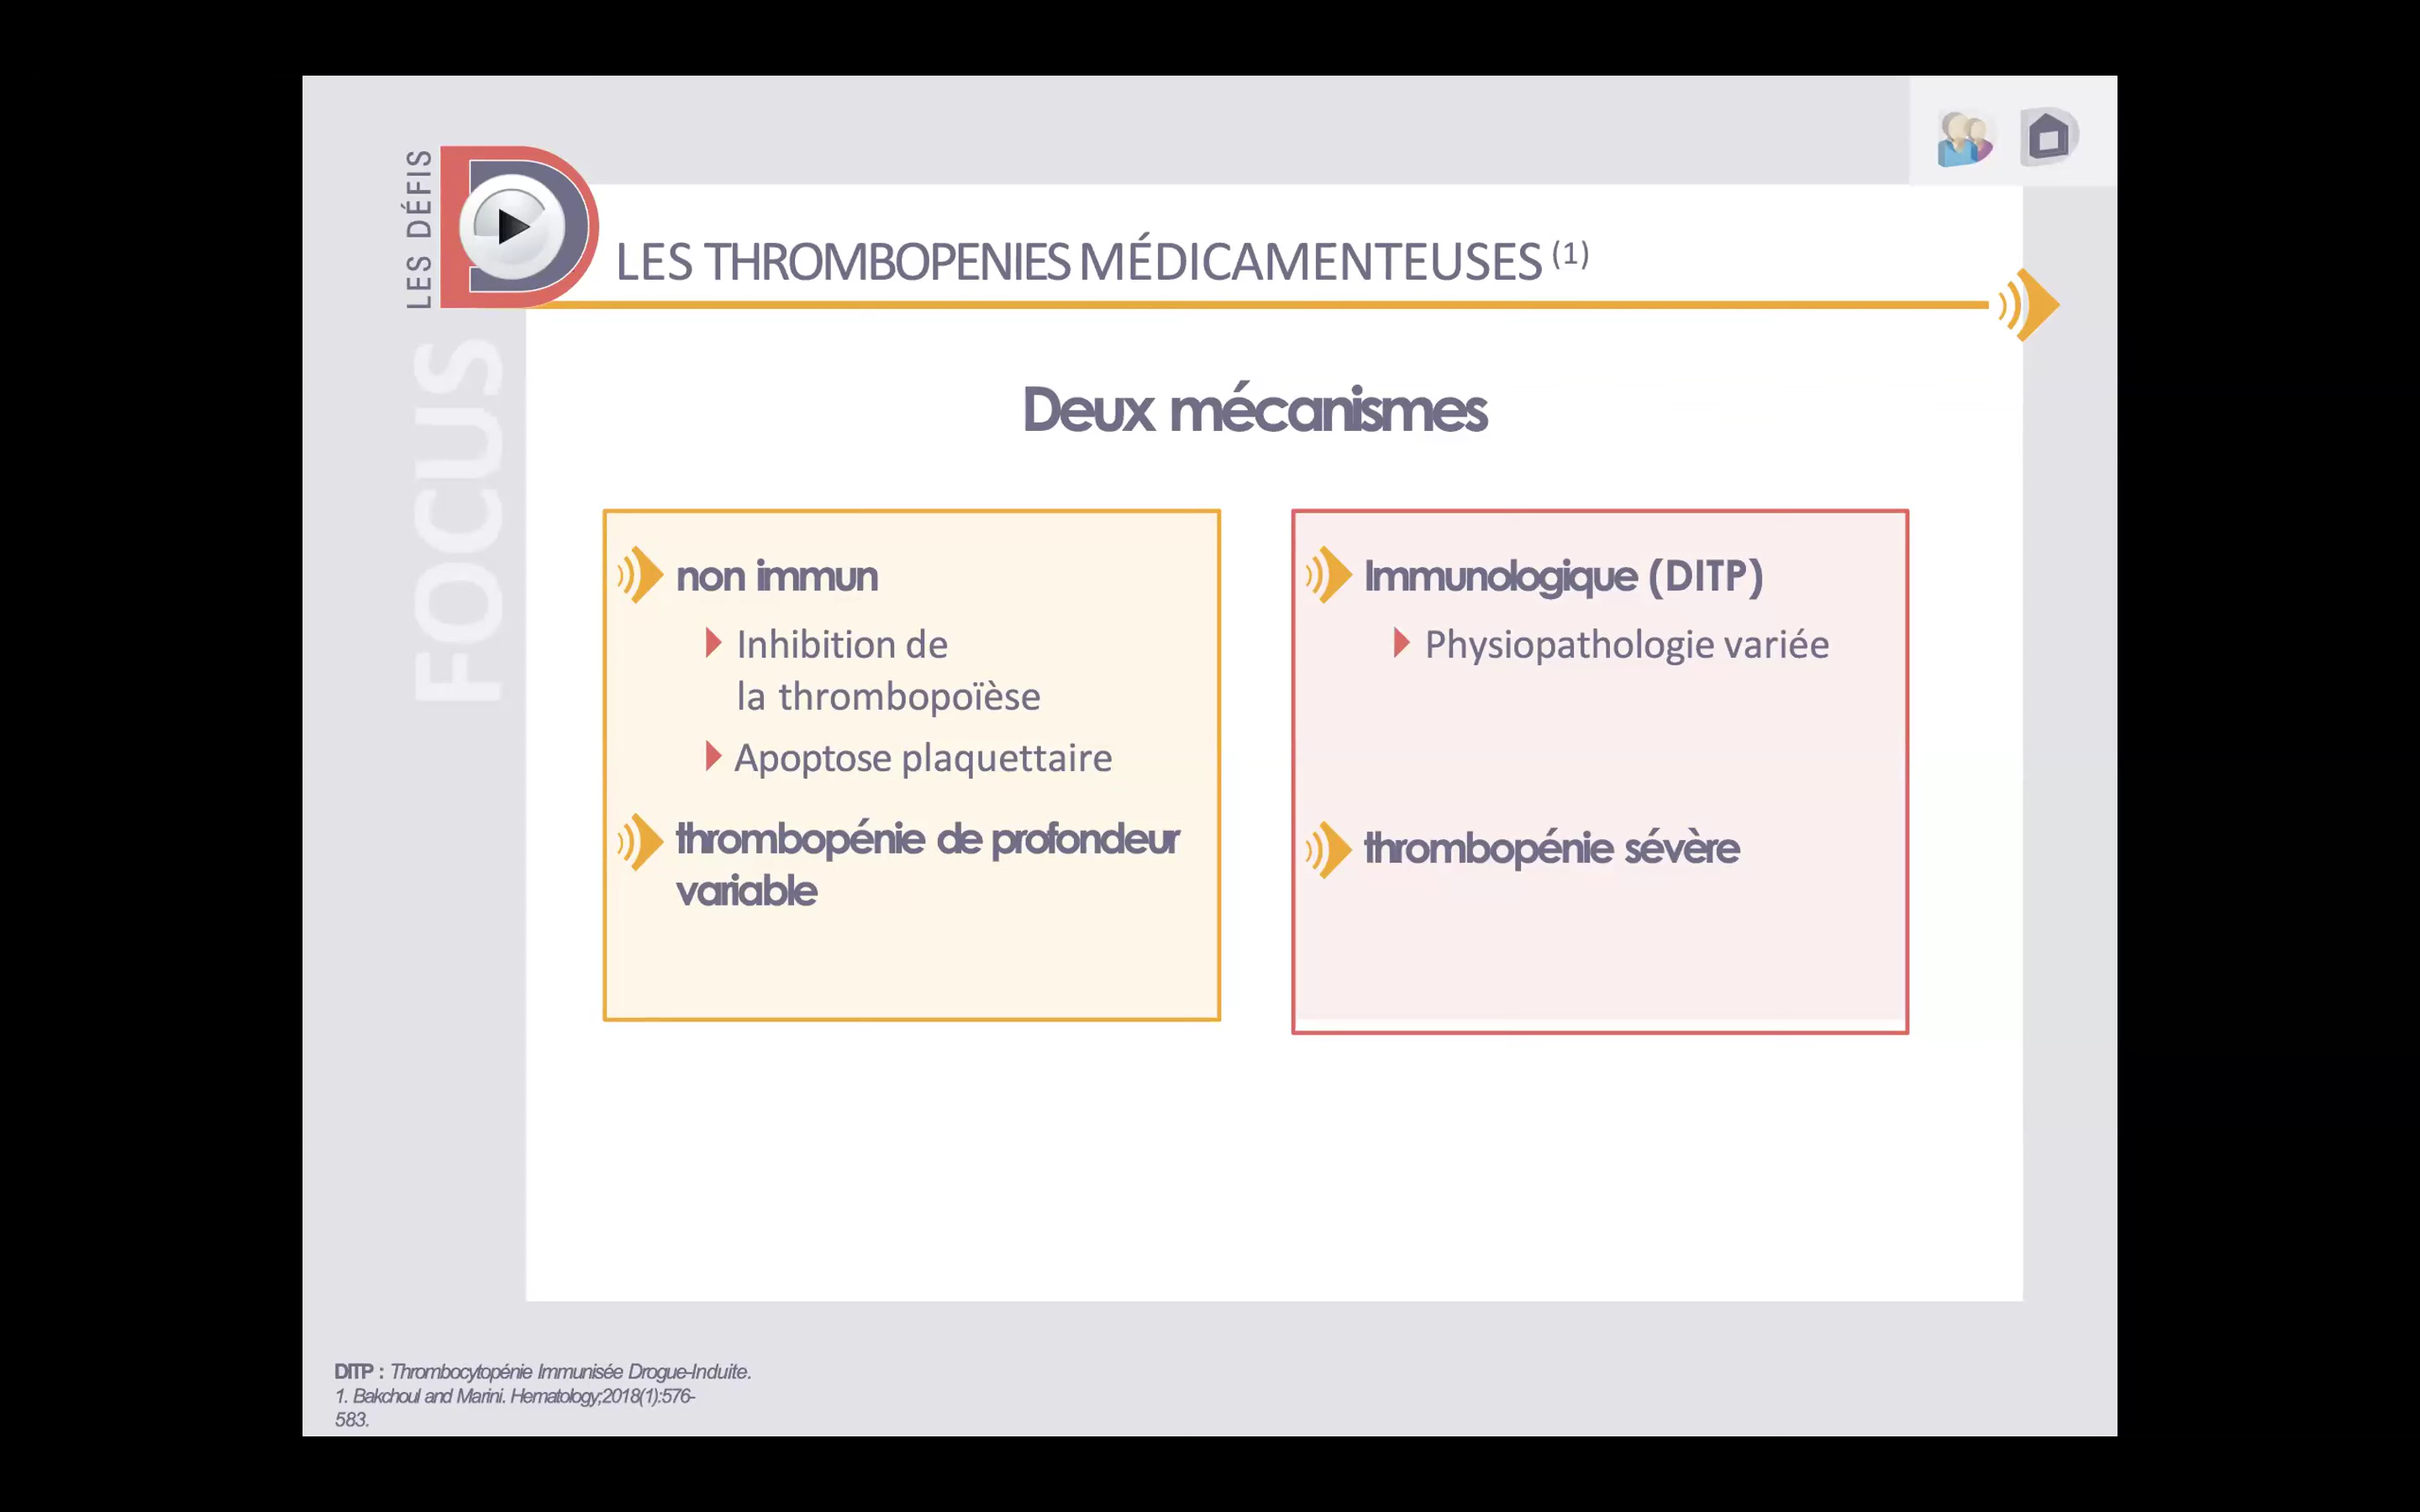 LES DÉFIS
FOCUS
LES THROMBOPENIES MÉDICAMENTEUSES (1)
Deux mécanismes
non immun
Inhibition de
la thrombopoïèse
Apoptose plaquettaire
thrombopénie de profondeur
variable
Immunologique (DITP)
Physiopathologie variée
thrombopénie sévère
DITP : Thrombocytopénie Immunisée Drogue-Induite.
1. Bakchoul and Marini. Hematology;2018(1):576-
583.